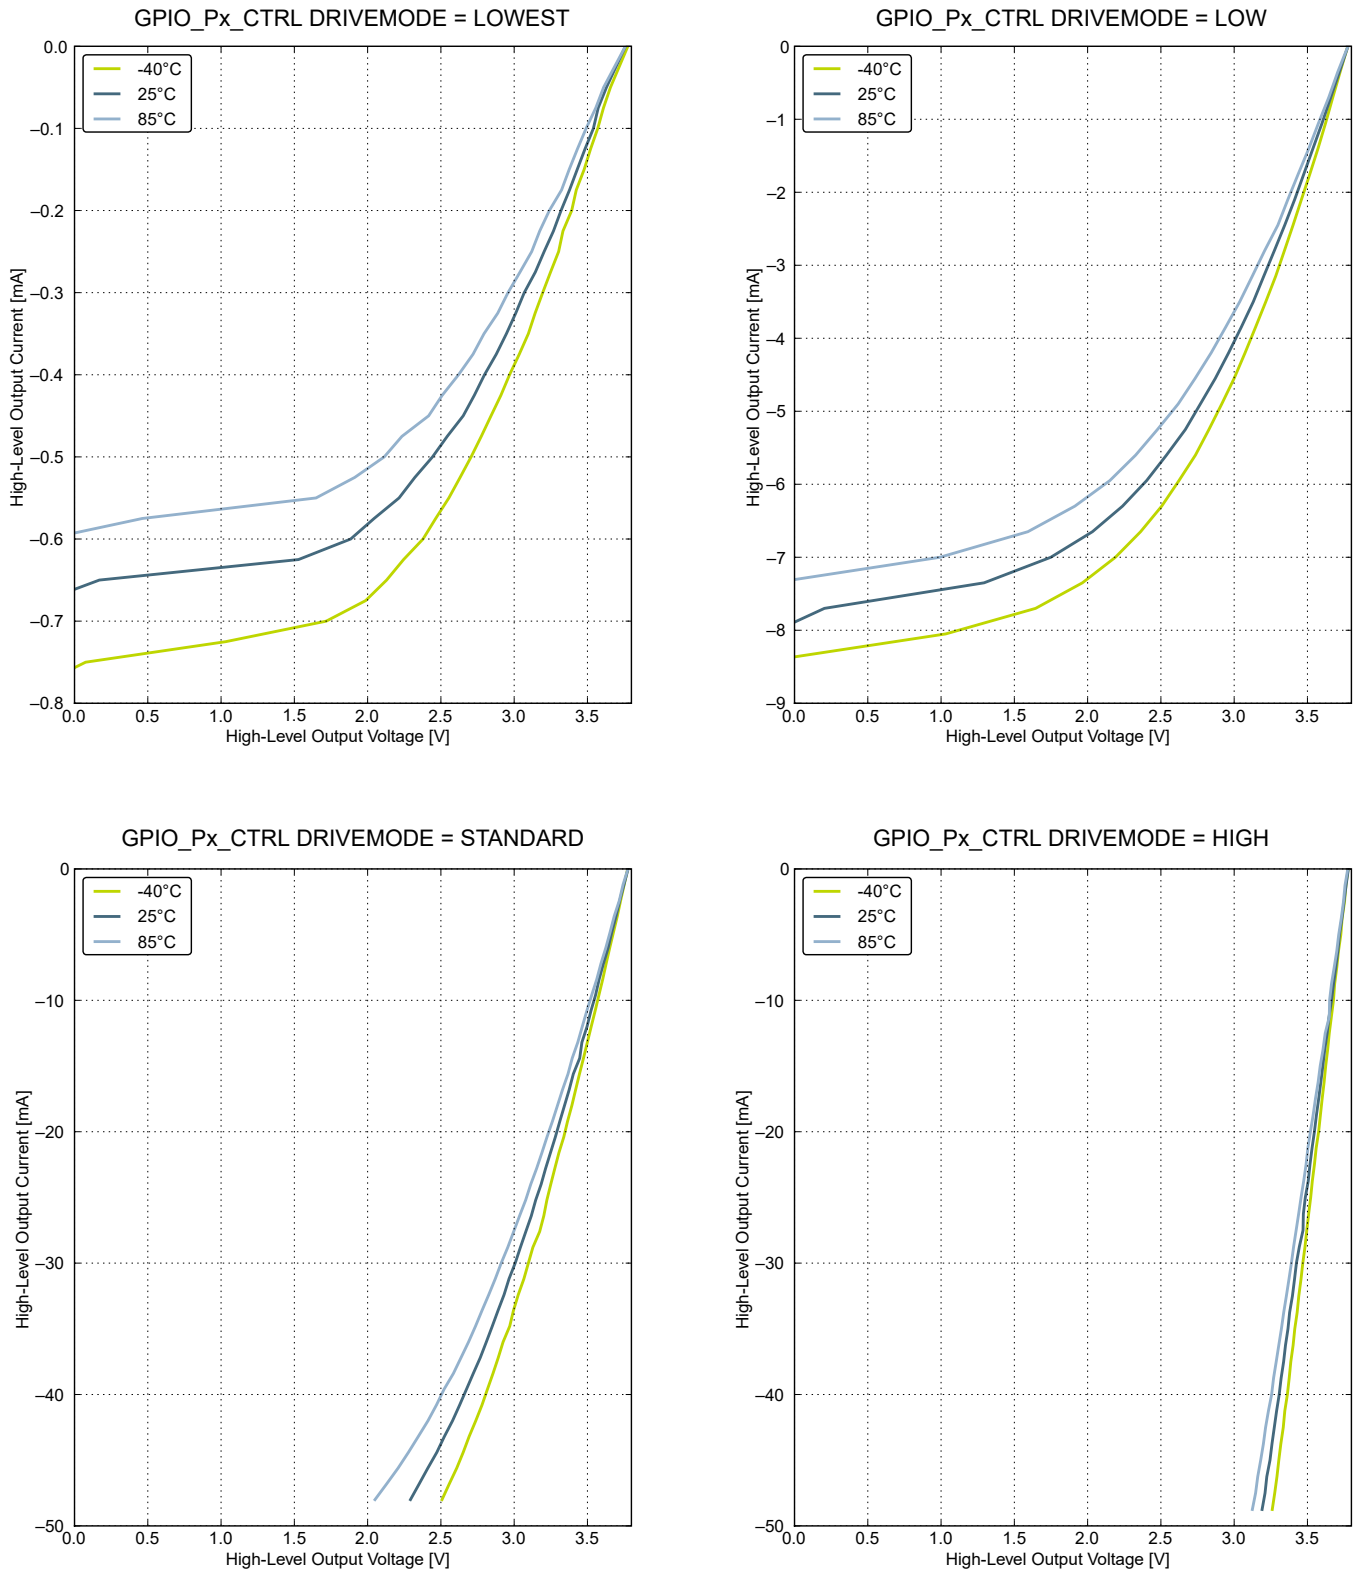 GPIO_Px_CTRL DRIVEMODE = LOWEST
0.0
–0.1
–0.2
–0.3
–0.4
–0.5
–0.6
–0.7
–0.8
High-Level Output Current [mA]
-40°C
25°C
85°C
0.0 0.5 1.0 1.5 2.0 2.5 3.0 3.5
High-Level Output Voltage [V]
GPIO_Px_CTRL DRIVEMODE = LOW
0
–1
–2
–3
–4
–5
–6
–7
–8
–9
High-Level Output Current [mA]
-40°C
25°C
85°C
0.0 0.5 1.0 1.5 2.0 2.5 3.0 3.5
High-Level Output Voltage [V]
GPIO_Px_CTRL DRIVEMODE = STANDARD
0
–10
–20
–30
–40
–50
High-Level Output Current [mA]
-40°C
25°C
85°C
0.0 0.5 1.0 1.5 2.0 2.5 3.0 3.5
High-Level Output Voltage [V]
GPIO_Px_CTRL DRIVEMODE = HIGH
0
–10
–20
–30
–40
–50
High-Level Output Current [mA]
-40°C
25°C
85°C
0.0 0.5 1.0 1.5 2.0 2.5 3.0 3.5
High-Level Output Voltage [V]